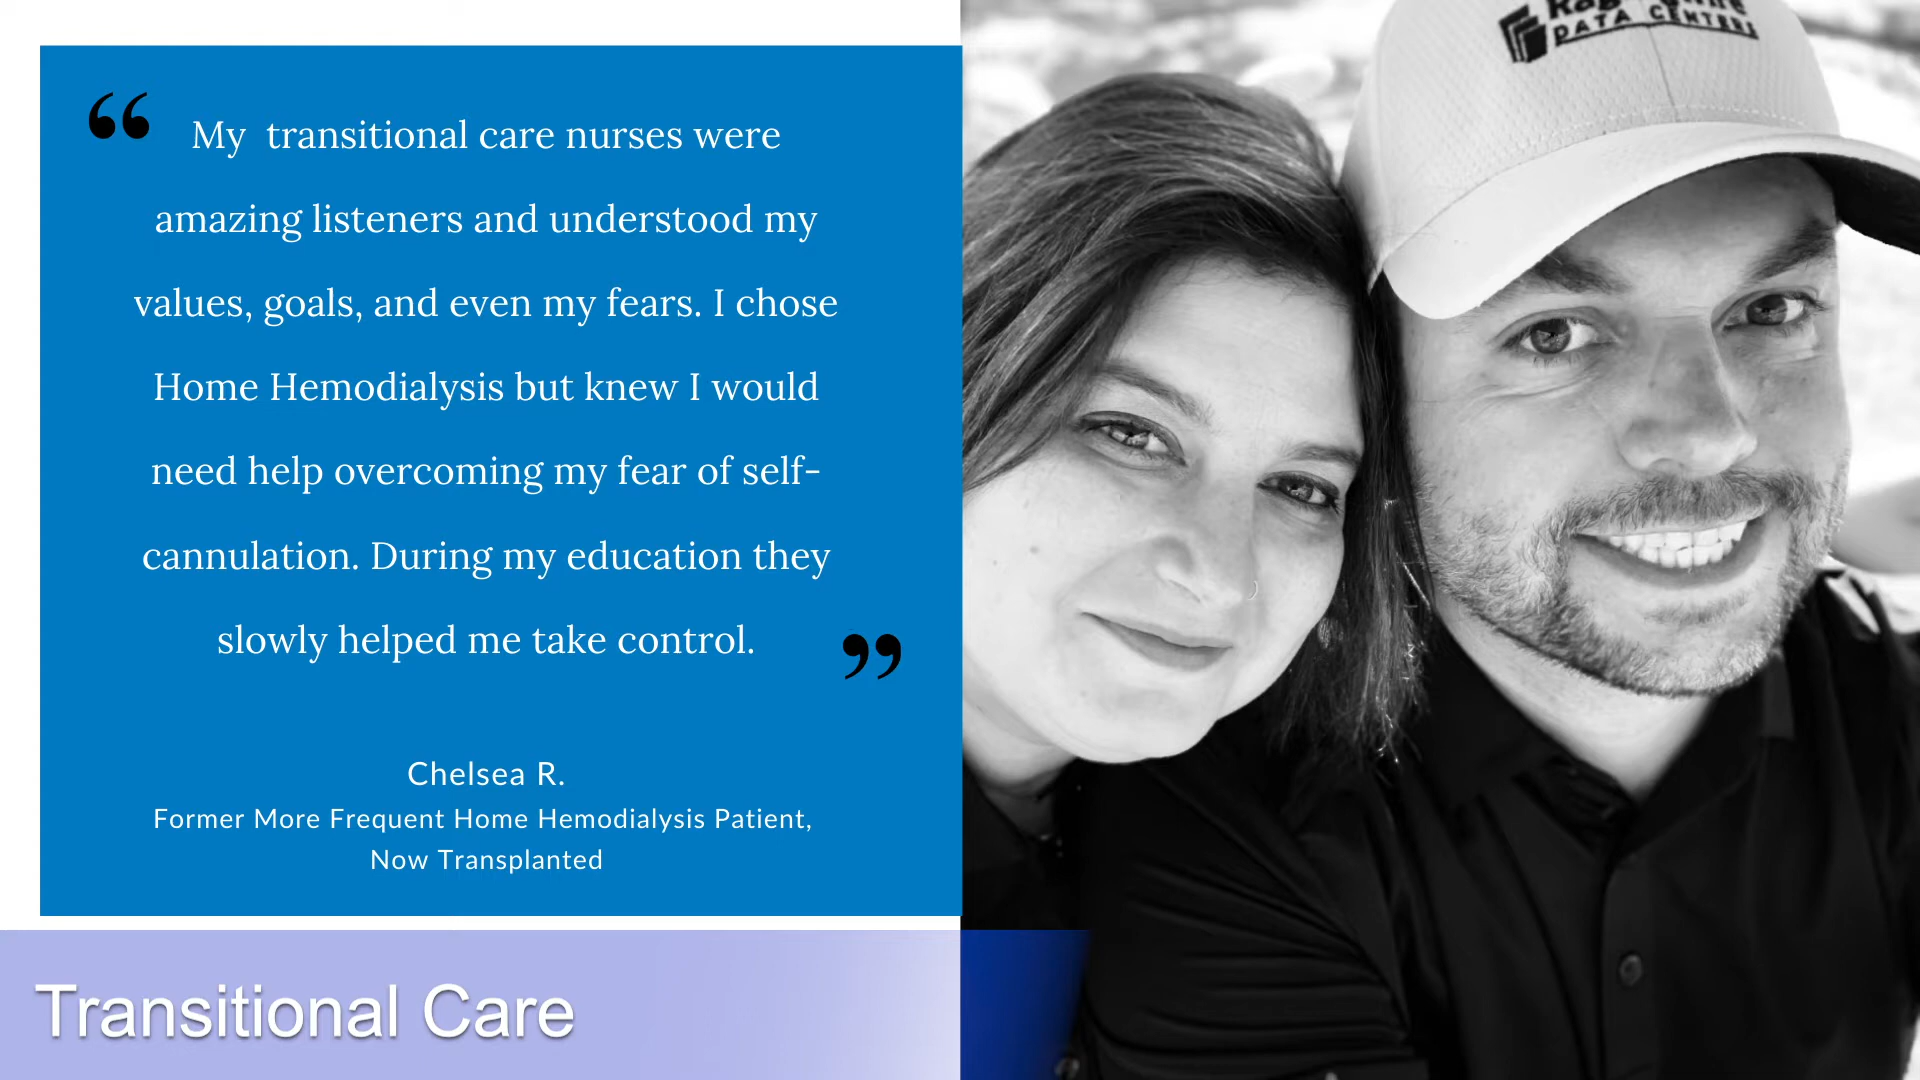 DATA CENTERS
“ My transitional care nurses were
amazing listeners and understood my
values, goals, and even my fears. I chose
Home Hemodialysis but knew I would
need help overcoming my fear of self-
cannulation. During my education they
slowly helped me take control. ”
Chelsea R.
Former More Frequent Home Hemodialysis Patient,
Now Transplanted
Transitional Care